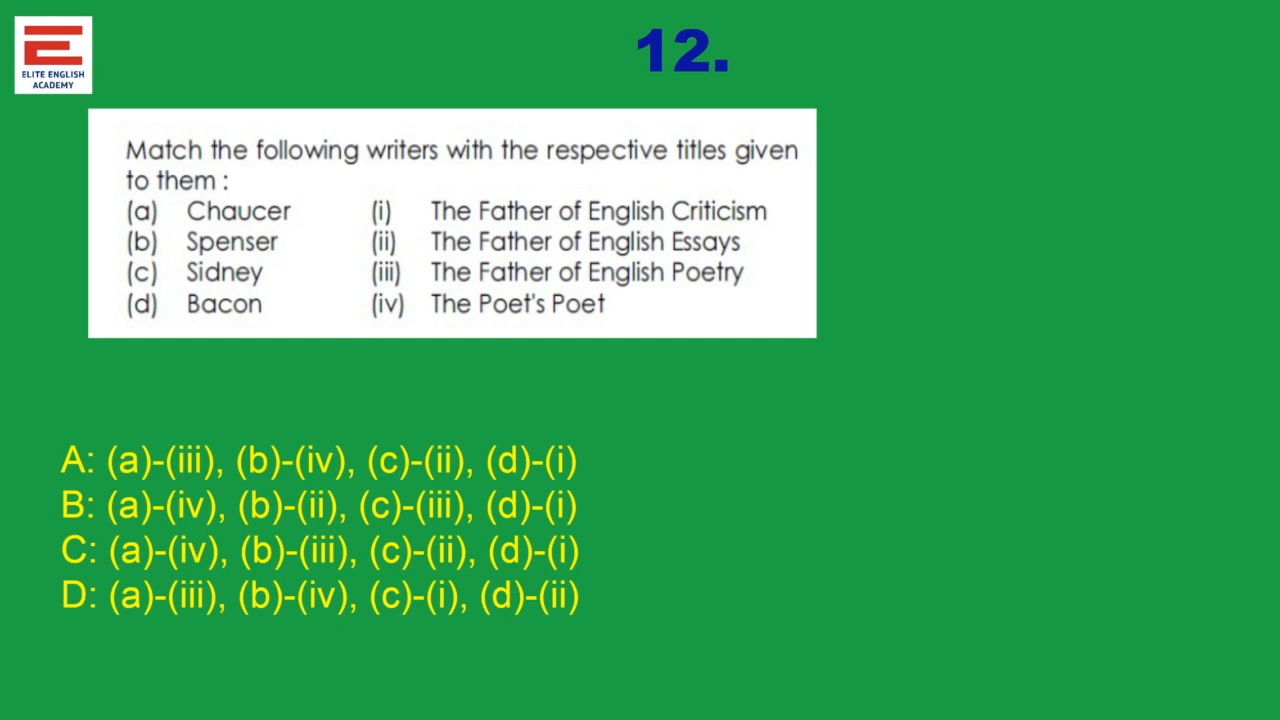 ELITE ENGLISH
ACADEMY
12.
Match the following writers with the respective titles given
to them :
(a) Chaucer (i) The Father of English Criticism
(b) Spenser (ii) The Father of English Essays
(c) Sidney (iii) The Father of English Poetry
(d) Bacon (iv) The Poet's Poet
A: (a)-(iii), (b)-(iv), (c)-(ii), (d)-(i)
B: (a)-(iv), (b)-(ii), (c)-(iii), (d)-(i)
C: (a)-(iv), (b)-(iii), (c)-(ii), (d)-(i)
D: (a)-(iii), (b)-(iv), (c)-(i), (d)-(ii)